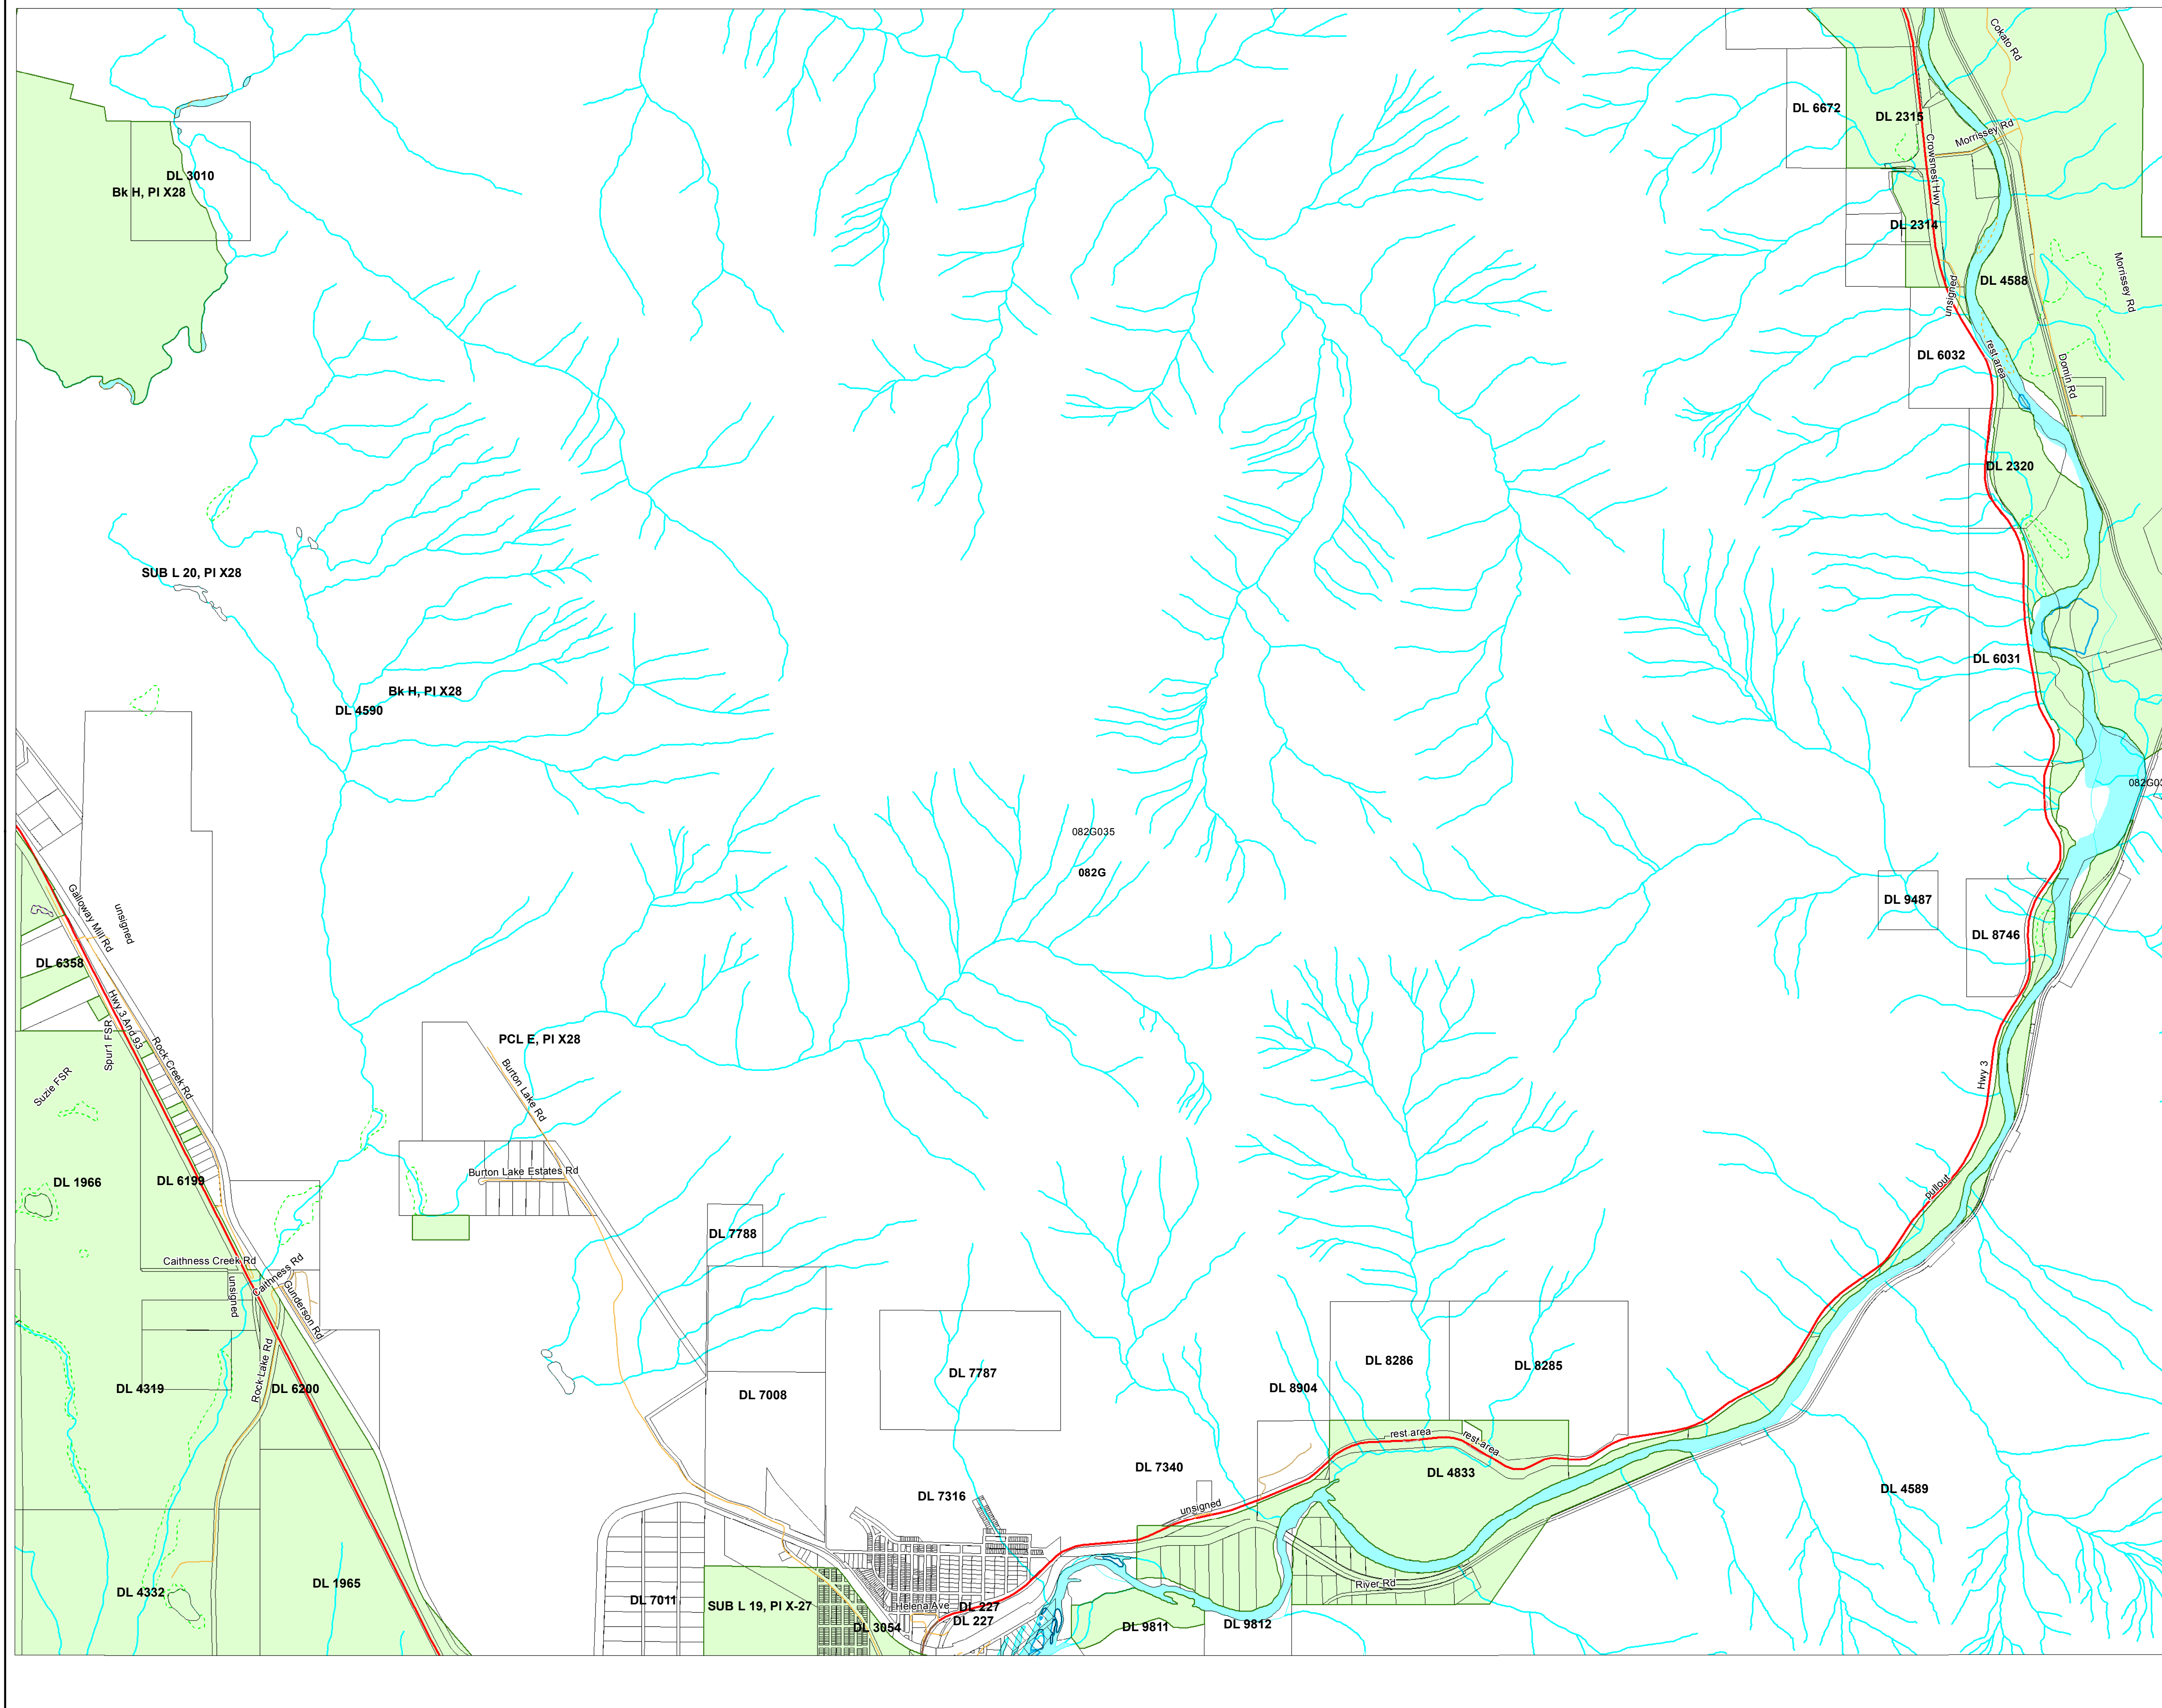 Cokato Rd
DL 6672
DL 2315
Morrissey Rd
Crowsnest Hwy
DL 3010
Bk H, Pl X28
DL 2314
Morrissey Rd
DL 4588
unsigned
DL 6032
rest area
Domin Rd
DL 2320
SUB L 20, Pl X28
DL 6031
Bk H, Pl X28
DL 4590
082G03
082G035
082G
DL 9487
Galloway Mill Rd
unsigned
DL 8746
DL 6358
Hwy 3 And 93
Spur1 FSR
Rock Creek Rd
PCL E, Pl X28
Burton Lake Rd
Hwy 3
Suzie FSR
Burton Lake Estates Rd
DL 1966
DL 6199
pullout
DL 7788
Caithness Creek Rd
Caithness Rd
unsigned
Gunderson Rd
Rock Lake Rd
DL 8286
DL 8285
DL 7787
DL 4319
DL 6200
DL 7008
DL 8904
rest area
rest area
DL 7340
DL 4833
DL 4589
DL 7316
unsigned
DL 1965
River Rd
DL 4332
DL 7011
SUB L 19, Pl X-27
Helena Ave
DL 227
DL 227
DL 3054
DL 9811
DL 9812